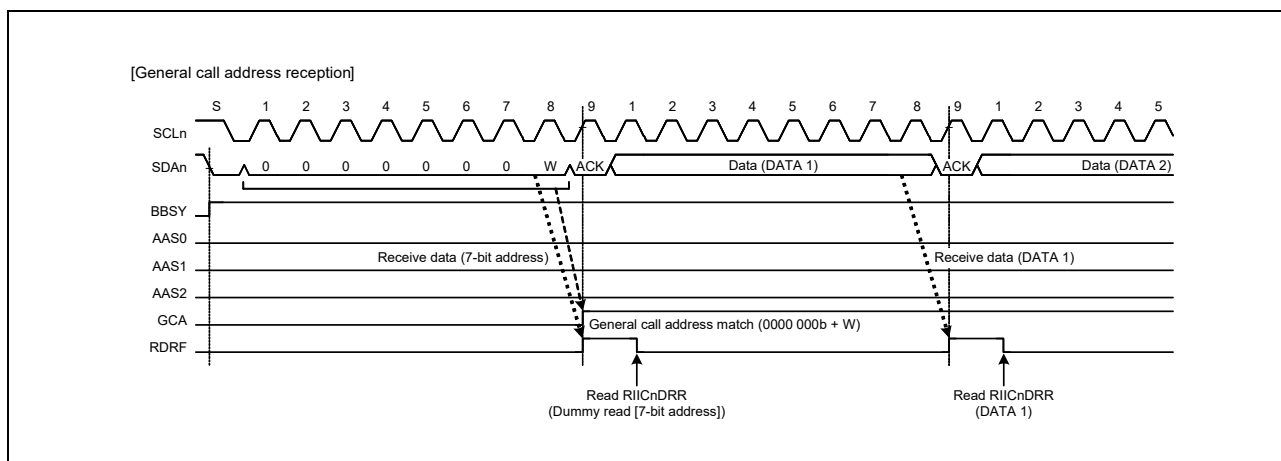 [General call address reception]
S 1 2 3 4 5 6 7 8 9 1 2 3 4 5 6 7 8 9 1 2 3 4 5
SCLn
SDAn 0 0 0 0 0 0 0 W ACK Data (DATA 1) ACK Data (DATA 2)
BBSY
AAS0
Receive data (7-bit address) Receive data (DATA 1)
AAS1
AAS2
GCA
General call address match (0000 000b + W)
RDRF
Read RIICnDRR Read RIICnDRR
(Dummy read [7-bit address]) (DATA 1)